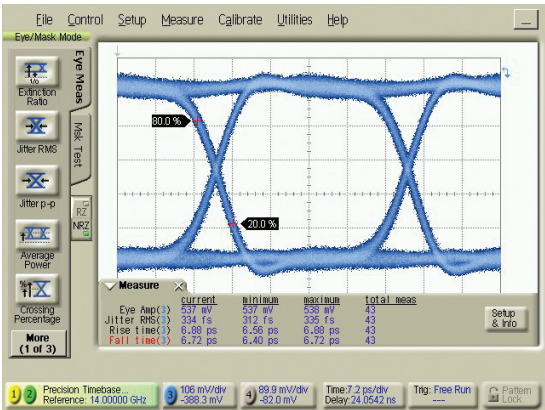 File Control Setup Measure Calibrate Utilities Help
Eye/Mask Mode
Extinction
Ratio
Jitter RMS
Jitter p-p
Average
Power
Crossing
Percentage
More
(1 of 3)
Eye Meas
Msk Test
RZ
NRZ
80.0 %
20.0 %
Measure
current minimum maximum total meas
Eye Amp(3) 537 mV 537 mV 538 mV 43
Jitter RMS(3) 334 fs 312 fs 335 fs 43
Rise time(3) 6.88 ps 6.56 ps 6.88 ps 43
Fall time(3) 6.72 ps 6.40 ps 6.72 ps 43
Setup
& Info
1 2 Precision Timebase...
Reference: 14.00000 GHz
3 106 mV/div
-388.3 mV
4 89.9 mV/div
-82.0 mV
Time:7.2 ps/div
Delay:24.0542 ns
Trig: Free Run
---
Pattern
Lock